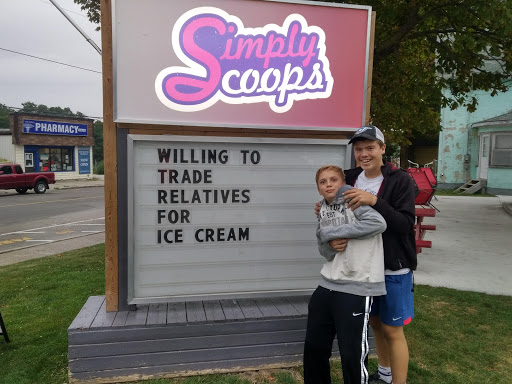 Simply
Scoops
WILLING TO
TRADE
RELATIVES
FOR
ICE CREAM
PHARMACY